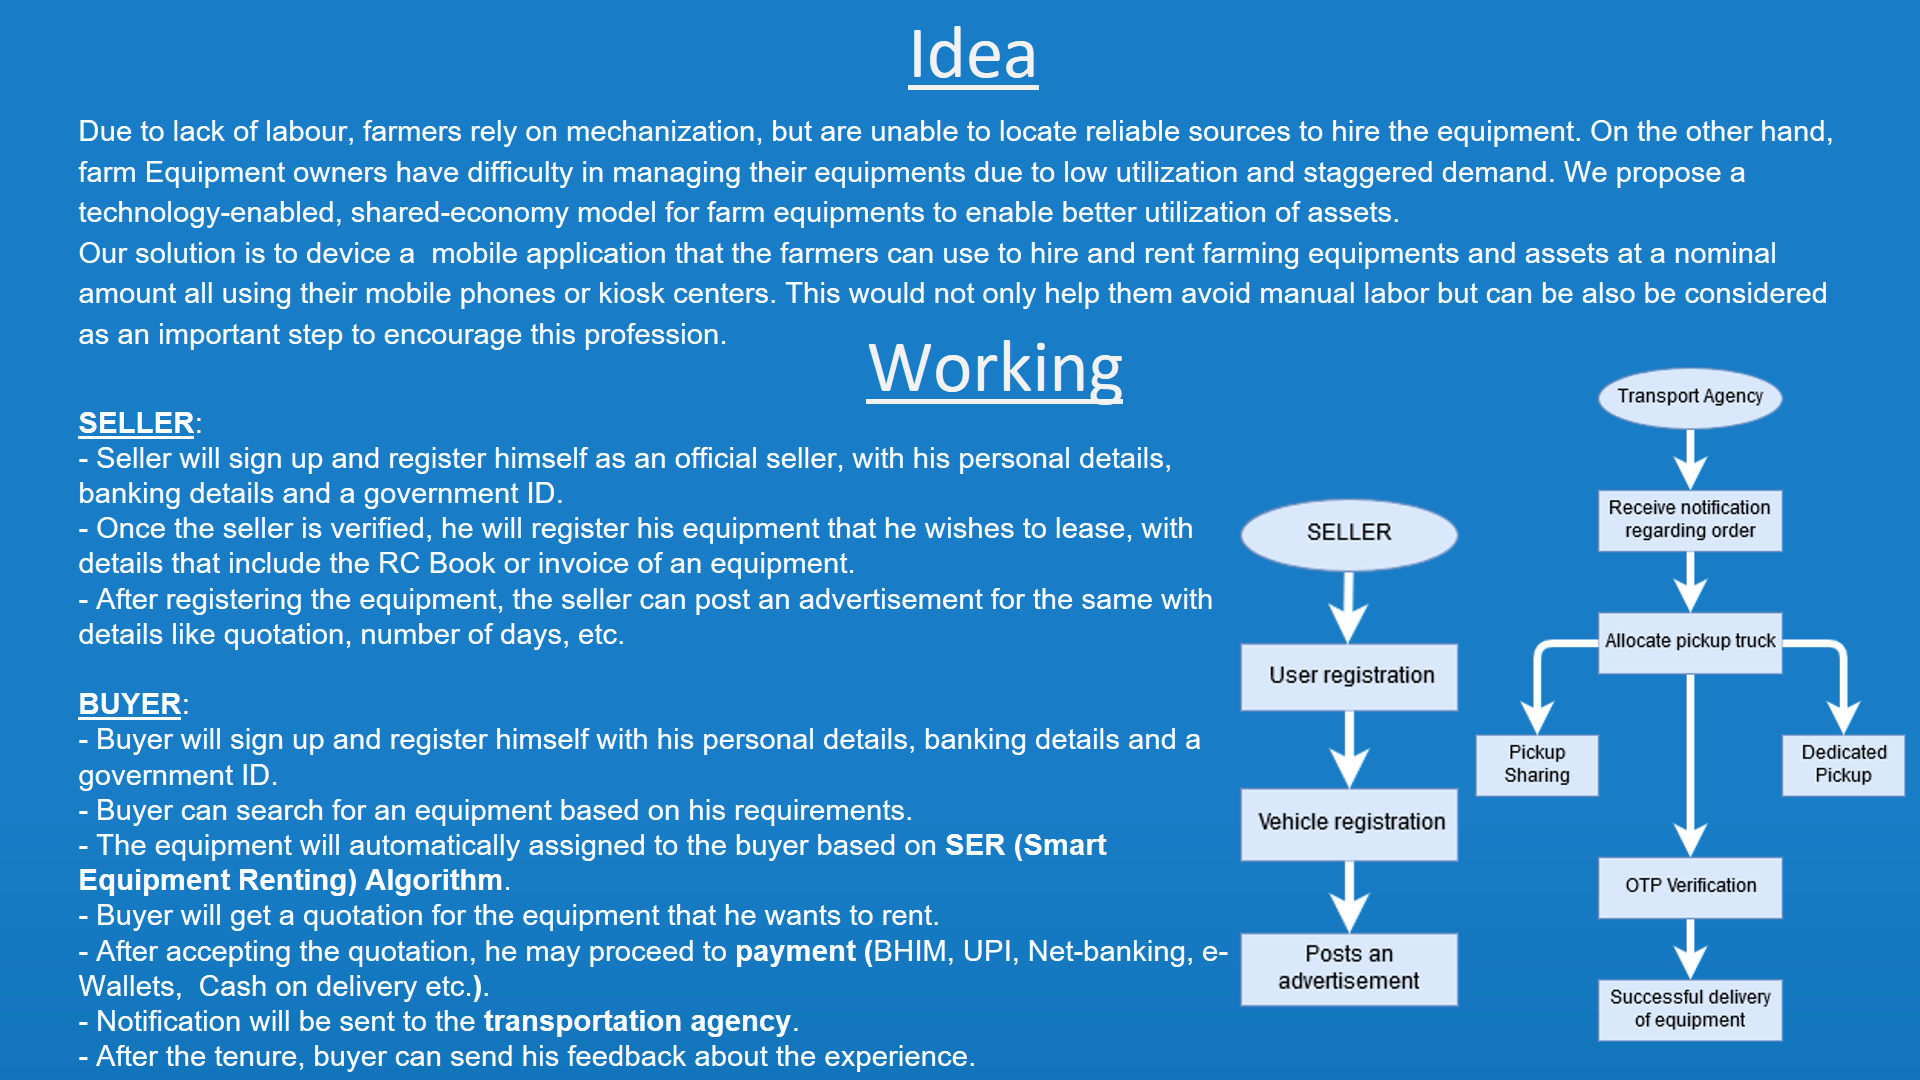 Idea
Due to lack of labour, farmers rely on mechanization, but are unable to locate reliable sources to hire the equipment. On the other hand,
farm Equipment owners have difficulty in managing their equipments due to low utilization and staggered demand. We propose a
technology-enabled, shared-economy model for farm equipments to enable better utilization of assets.
Our solution is to device a  mobile application that the farmers can use to hire and rent farming equipments and assets at a nominal
amount all using their mobile phones or kiosk centers. This would not only help them avoid manual labor but can be also be considered
as an important step to encourage this profession.
Working
SELLER:
- Seller will sign up and register himself as an official seller, with his personal details,
banking details and a government ID.
- Once the seller is verified, he will register his equipment that he wishes to lease, with
details that include the RC Book or invoice of an equipment.
- After registering the equipment, the seller can post an advertisement for the same with
details like quotation, number of days, etc.
BUYER:
- Buyer will sign up and register himself with his personal details, banking details and a
government ID.
- Buyer can search for an equipment based on his requirements.
- The equipment will automatically assigned to the buyer based on SER (Smart
Equipment Renting) Algorithm.
- Buyer will get a quotation for the equipment that he wants to rent.
- After accepting the quotation, he may proceed to payment (BHIM, UPI, Net-banking, e-
Wallets,  Cash on delivery etc.).
- Notification will be sent to the transportation agency.
- After the tenure, buyer can send his feedback about the experience.
SELLER
User registration
Vehicle registration
Posts an
advertisement
Transport Agency
Receive notification
regarding order
Allocate pickup truck
Pickup
Sharing
Dedicated
Pickup
OTP Verification
Successful delivery
of equipment